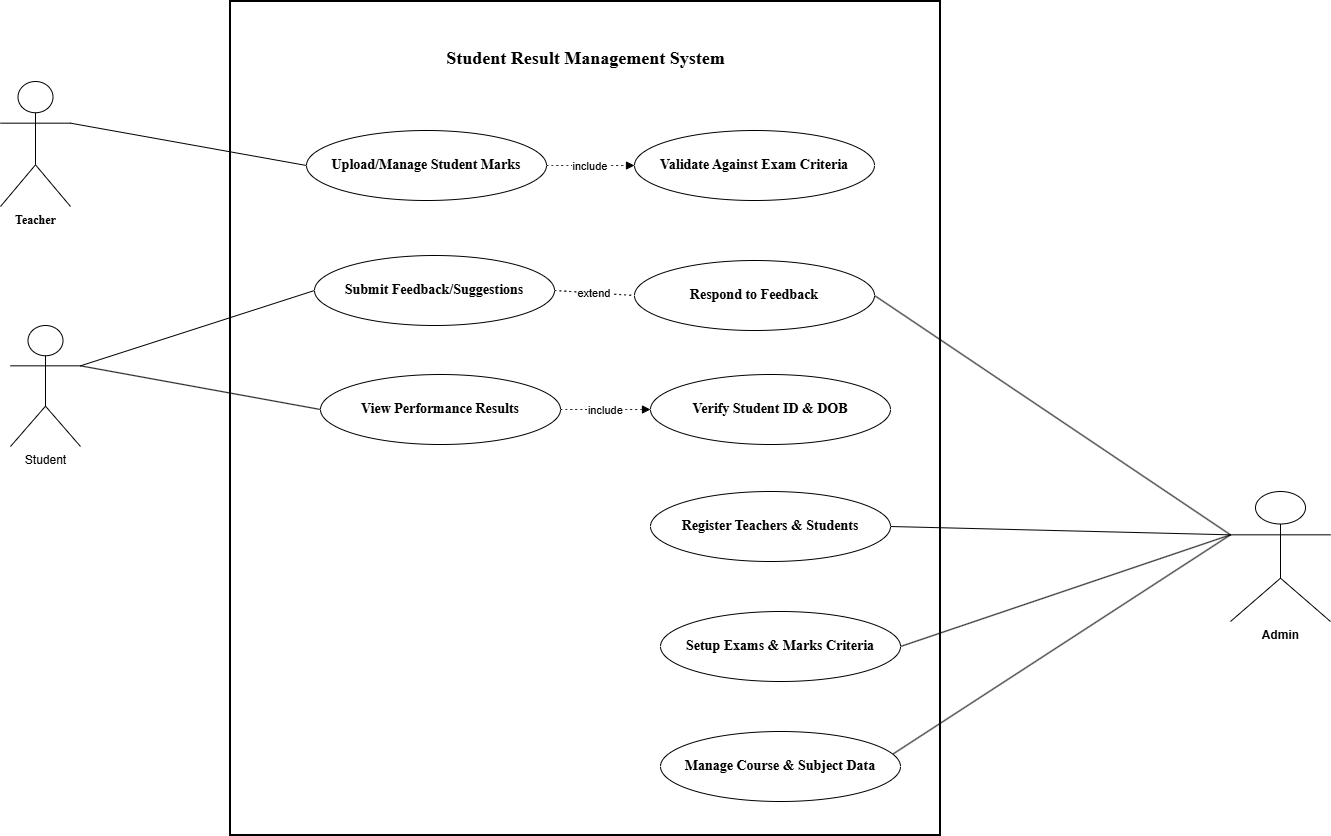 Student Result Management System
Teacher
Upload/Manage Student Marks
include
Validate Against Exam Criteria
Submit Feedback/Suggestions
extend
Respond to Feedback
Student
View Performance Results
include
Verify Student ID & DOB
Register Teachers & Students
Admin
Setup Exams & Marks Criteria
Manage Course & Subject Data